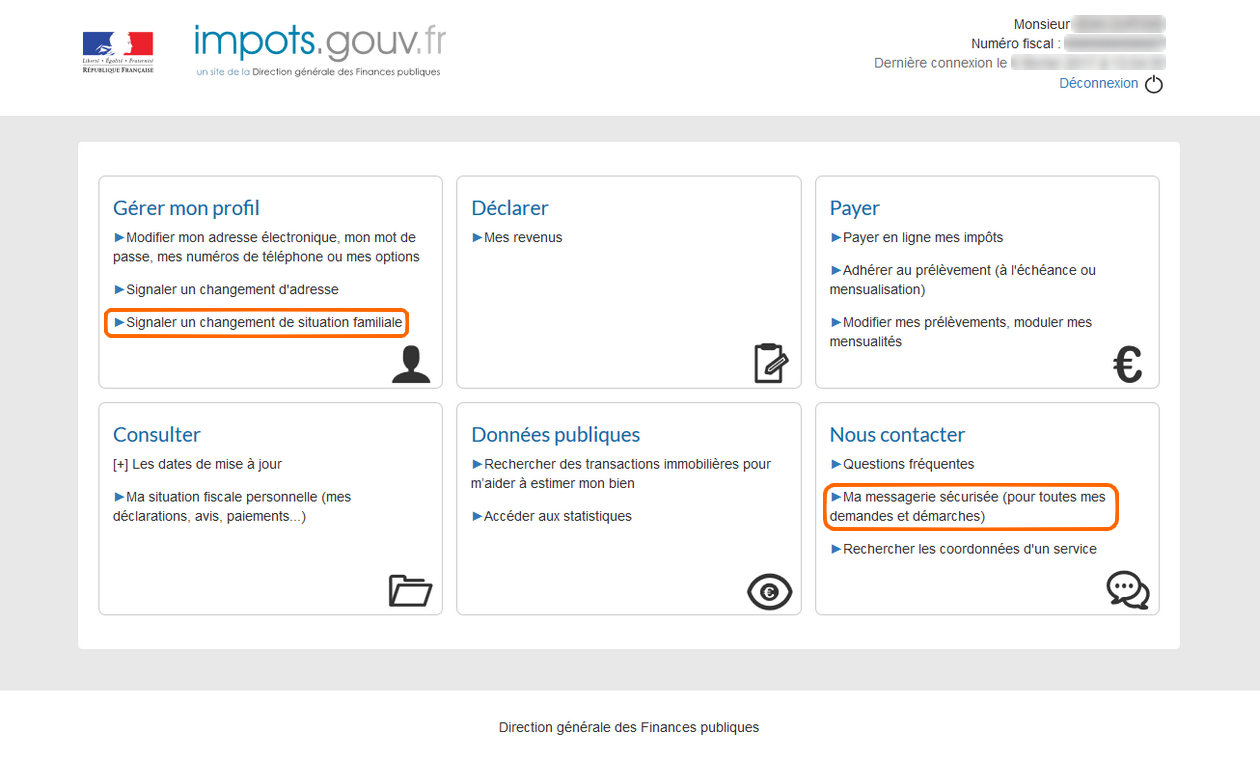 Liberté • Égalité • Fraternité
RÉPUBLIQUE FRANÇAISE
impots.gouv.fr
un site de la Direction générale des Finances publiques
Monsieur
Numéro fiscal :
Dernière connexion le
Déconnexion
Gérer mon profil
►Modifier mon adresse électronique, mon mot de
passe, mes numéros de téléphone ou mes options
►Signaler un changement d'adresse
►Signaler un changement de situation familiale
Déclarer
►Mes revenus
Payer
►Payer en ligne mes impôts
►Adhérer au prélèvement (à l'échéance ou
mensualisation)
►Modifier mes prélèvements, moduler mes
mensualités
€
Consulter
[+] Les dates de mise à jour
►Ma situation fiscale personnelle (mes
déclarations, avis, paiements...)
Données publiques
►Rechercher des transactions immobilières pour
m'aider à estimer mon bien
►Accéder aux statistiques
€
Nous contacter
►Questions fréquentes
►Ma messagerie sécurisée (pour toutes mes
demandes et démarches)
►Rechercher les coordonnées d'un service
Direction générale des Finances publiques